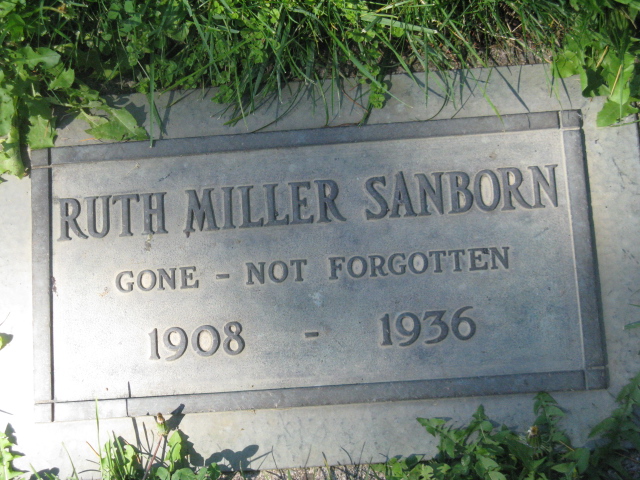 RUTH MILLER SANBORN
GONE - NOT FORGOTTEN
1908 - 1936